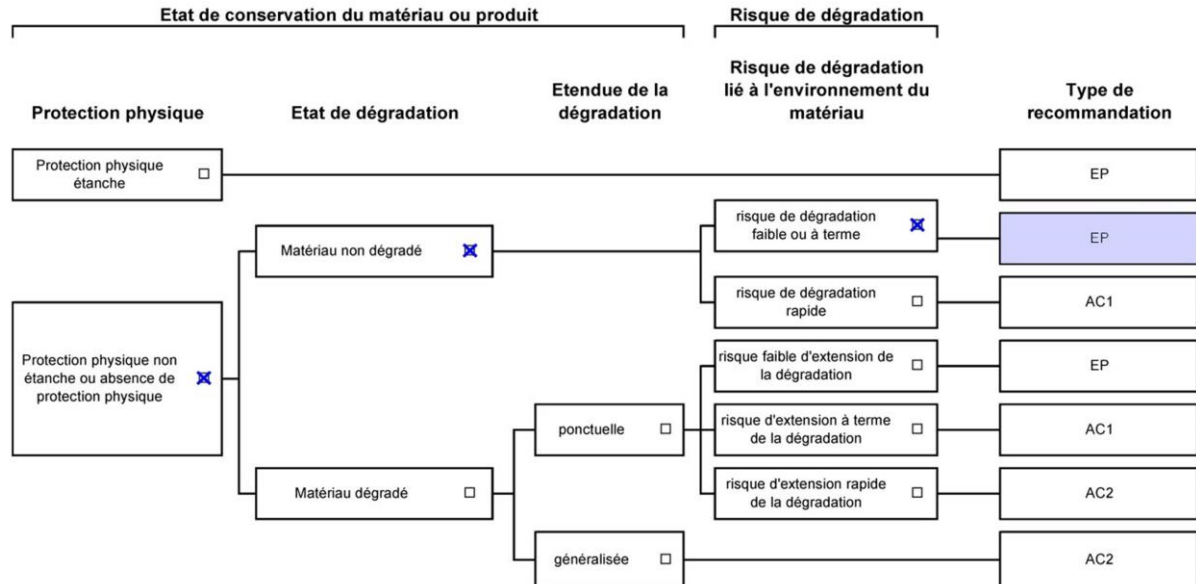 Etat de conservation du matériau ou produit
Risque de dégradation
Protection physique
Etat de dégradation
Etendue de la
dégradation
Risque de dégradation
lié à l'environnement du
matériau
Type de
recommandation
Protection physique
étanche
EP
risque de dégradation
faible ou à terme
EP
Matériau non dégradé
risque de dégradation
rapide
AC1
Protection physique non
étanche ou absence de
protection physique
risque faible d'extension de
la dégradation
EP
ponctuelle
risque d'extension à terme
de la dégradation
AC1
Matériau dégradé
risque d'extension rapide
de la dégradation
AC2
généralisée
AC2